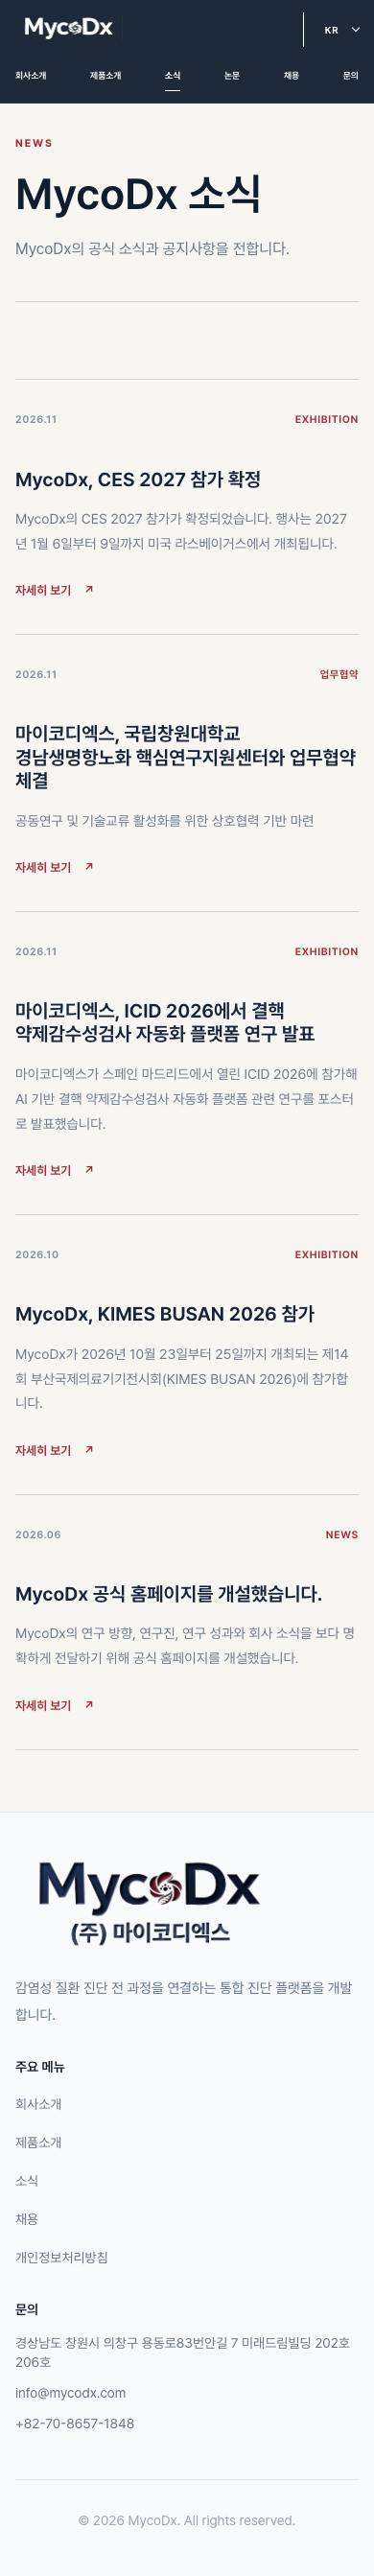 MycoDx
KR
회사소개 제품소개 소식 논문 채용 문의
NEWS
MycoDx 소식
MycoDx의 공식 소식과 공지사항을 전합니다.
2026.11 EXHIBITION
MycoDx, CES 2027 참가 확정
MycoDx의 CES 2027 참가가 확정되었습니다. 행사는 2027
년 1월 6일부터 9일까지 미국 라스베이거스에서 개최됩니다.
자세히 보기 ↗
2026.11 업무협약
마이코디엑스, 국립창원대학교
경남생명항노화 핵심연구지원센터와 업무협약
체결
공동연구 및 기술교류 활성화를 위한 상호협력 기반 마련
자세히 보기 ↗
2026.11 EXHIBITION
마이코디엑스, ICID 2026에서 결핵
약제감수성검사 자동화 플랫폼 연구 발표
마이코디엑스가 스페인 마드리드에서 열린 ICID 2026에 참가해
AI 기반 결핵 약제감수성검사 자동화 플랫폼 관련 연구를 포스터
로 발표했습니다.
자세히 보기 ↗
2026.10 EXHIBITION
MycoDx, KIMES BUSAN 2026 참가
MycoDx가 2026년 10월 23일부터 25일까지 개최되는 제14
회 부산국제의료기기전시회(KIMES BUSAN 2026)에 참가합
니다.
자세히 보기 ↗
2026.06 NEWS
MycoDx 공식 홈페이지를 개설했습니다.
MycoDx의 연구 방향, 연구진, 연구 성과와 회사 소식을 보다 명
확하게 전달하기 위해 공식 홈페이지를 개설했습니다.
자세히 보기 ↗
MycoDx
(주) 마이코디엑스
감염성 질환 진단 전 과정을 연결하는 통합 진단 플랫폼을 개발
합니다.
주요 메뉴
회사소개
제품소개
소식
채용
개인정보처리방침
문의
경상남도 창원시 의창구 용동로83번안길 7 미래드림빌딩 202호
206호
info@mycodx.com
+82-70-8657-1848
© 2026 MycoDx. All rights reserved.